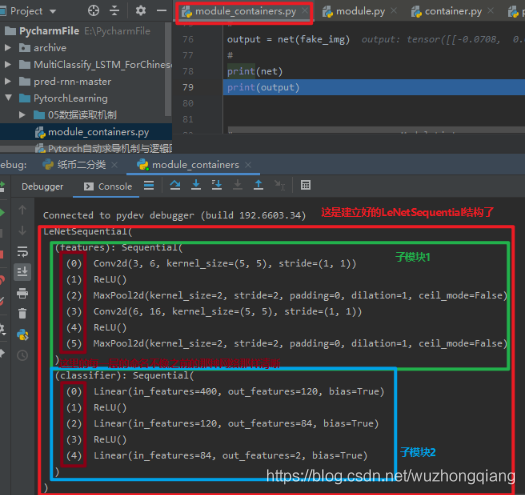 Project
module_containers.py
module.py
container.py
PycharmFile E:\PycharmFile
archive
MultiClassify_LSTM_ForChines
pred-rnn-master
PytorchLearning
05数据读取机制
module_containers.py
Pytorch自动求导机制与逻辑回
76
77
78
79
80
output = net(fake_img) output: tensor([[-0.0708, 0.
#
print(net)
print(output)
ebug:
纸币二分类
module_containers
Debugger
Console
Connected to pydev debugger (build 192.6603.34)
这是建立好的LeNetSequential结构了
LeNetSequential(
(features): Sequential(
子模块1
(0) Conv2d(3, 6, kernel_size=(5, 5), stride=(1, 1))
(1) ReLU()
(2) MaxPool2d(kernel_size=2, stride=2, padding=0, dilation=1, ceil_mode=False)
(3) Conv2d(6, 16, kernel_size=(5, 5), stride=(1, 1))
(4) ReLU()
(5) MaxPool2d(kernel_size=2, stride=2, padding=0, dilation=1, ceil_mode=False)
)
(classifier): Sequential(
(0) Linear(in_features=400, out_features=120, bias=True)
(1) ReLU()
(2) Linear(in_features=120, out_features=84, bias=True)
(3) ReLU()
(4) Linear(in_features=84, out_features=2, bias=True)
子模块2
)
)
https://blog.csdn.net/wuzhongqiang